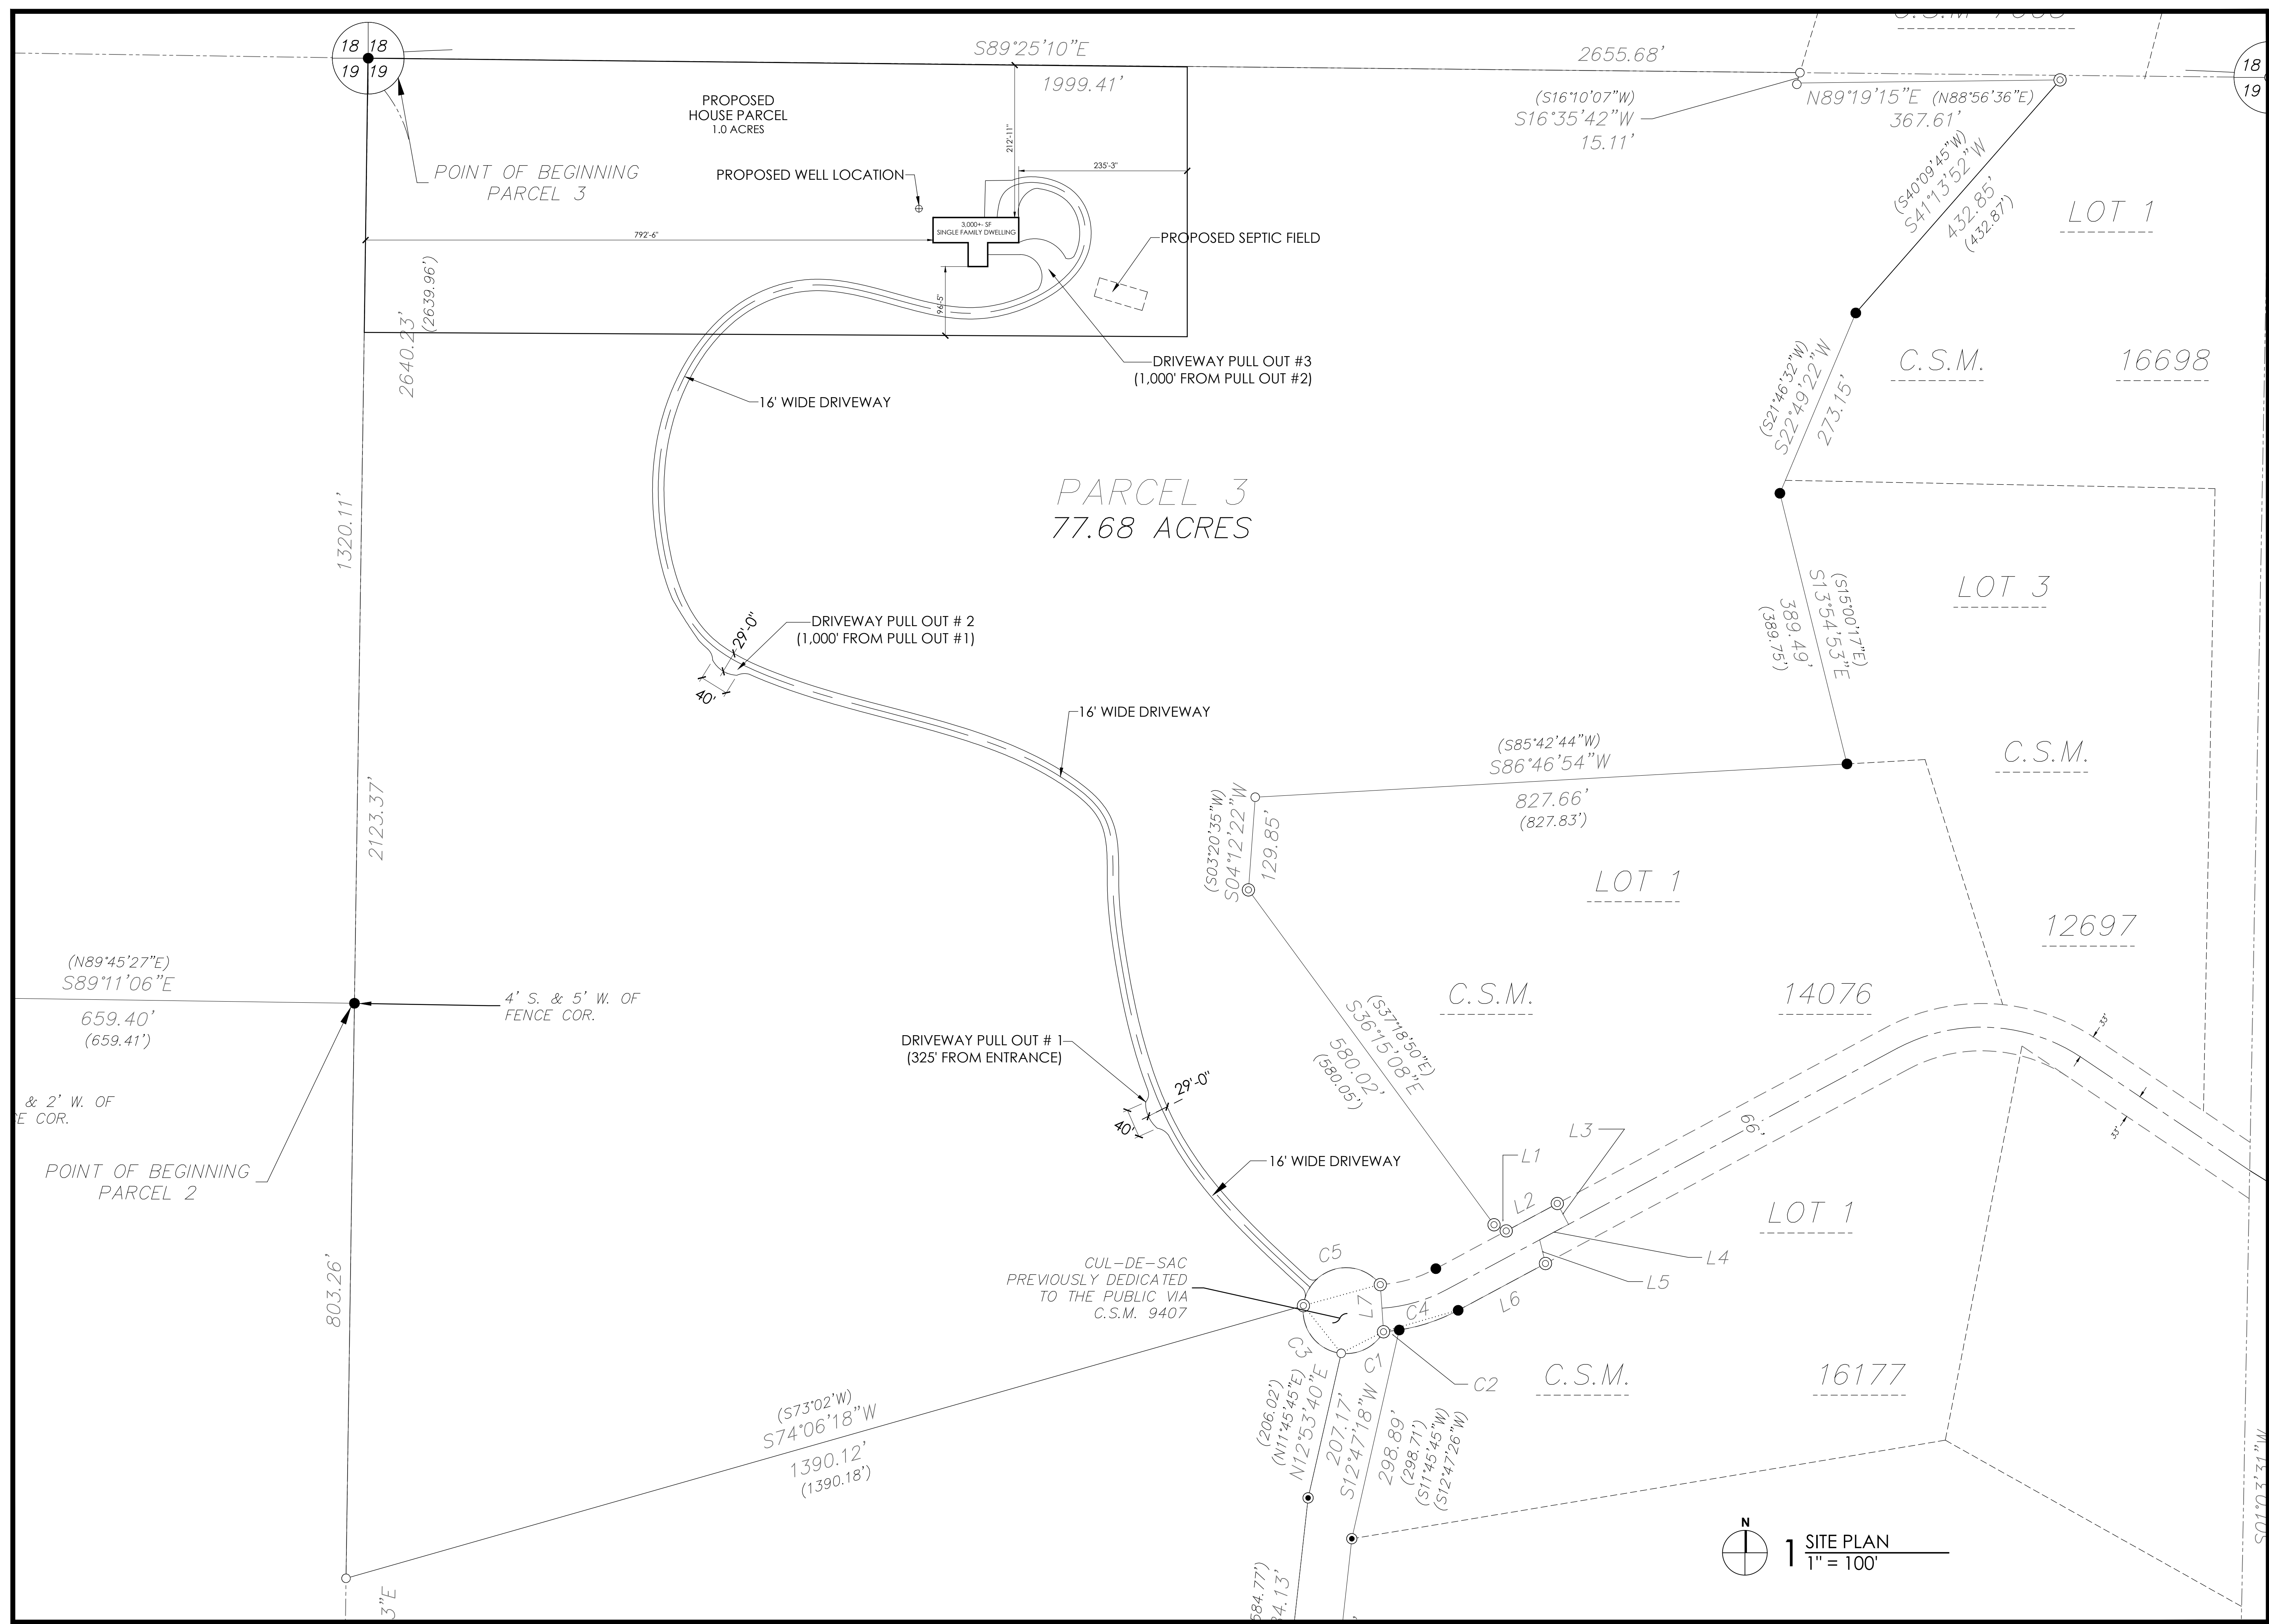 18 18
19 19
S89°25'10"E
1999.41'
2655.68'
18
19
PROPOSED
HOUSE PARCEL
1.0 ACRES
POINT OF BEGINNING
PARCEL 3
PROPOSED WELL LOCATION
212'-11"
235'-3"
792'-6"
3,000+- SF
SINGLE FAMILY DWELLING
96'-5"
PROPOSED SEPTIC FIELD
DRIVEWAY PULL OUT #3
(1,000' FROM PULL OUT #2)
16' WIDE DRIVEWAY
2640.23'
(2639.96')
(S16°10'07"W)
S16°35'42"W
15.11'
N89°19'15"E (N88°56'36"E)
367.61'
(S40°09'45"W)
S41°13'52"W
432.85'
(432.87')
LOT 1
C.S.M. 16698
(S21°46'32"W)
S22°49'22"W
273.15'
PARCEL 3
77.68 ACRES
1320.11'
(S15°00'17"E)
S13°54'53"E
389.49'
(389.75')
LOT 3
C.S.M.
12697
DRIVEWAY PULL OUT # 2
(1,000' FROM PULL OUT #1)
29'-0"
40'
16' WIDE DRIVEWAY
2123.37'
(S85°42'44"W)
S86°46'54"W
827.66'
(827.83')
(S03°20'35"W)
S04°12'22"W
129.85'
LOT 1
C.S.M. 14076
(N89°45'27"E)
S89°11'06"E
659.40'
(659.41')
4' S. & 5' W. OF
FENCE COR.
& 2' W. OF
E COR.
POINT OF BEGINNING
PARCEL 2
DRIVEWAY PULL OUT # 1
(325' FROM ENTRANCE)
29'-0"
40'
16' WIDE DRIVEWAY
(S37°18'50"E)
S36°15'08"E
580.02'
(580.05')
33'
33'
66'
L1
L2
L3
L4
L5
L6
L7
C5
C4
C3
C1
C2
LOT 1
C.S.M. 16177
803.26'
CUL-DE-SAC
PREVIOUSLY DEDICATED
TO THE PUBLIC VIA
C.S.M. 9407
(S73°02'W)
S74°06'18"W
1390.12'
(1390.18')
(206.02')
(N11°45'45"E)
N12°53'40"E
207.17'
S12°47'18"W
298.89'
(298.71')
(S11°45'45"W)
(S12°47'26"W)
S01°03'31"W
584.77')
34.13'
3"E
N
1 SITE PLAN
1" = 100'